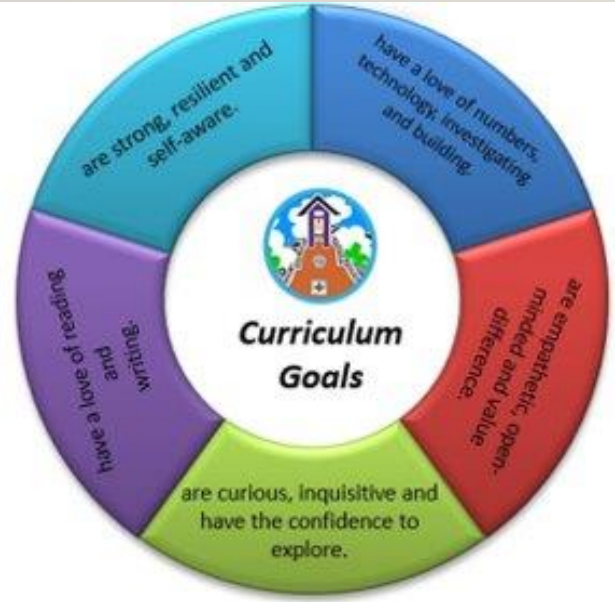 Curriculum
Goals
have a love of numbers,
technology, investigating
and building.
are empathetic, open-
minded and value
difference.
are curious, inquisitive and
have the confidence to
explore.
have a love of reading
and
writing.
are strong, resilient and
self-aware.